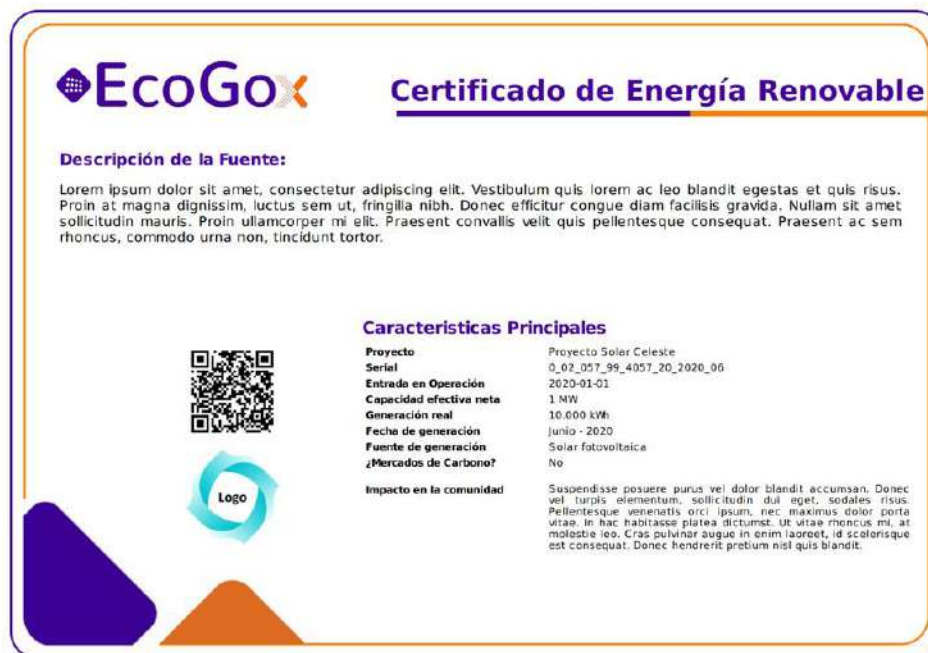 EcoGox
Certificado de Energía Renovable
Descripción de la Fuente:
Lorem ipsum dolor sit amet, consectetur adipiscing elit. Vestibulum quis lorem ac leo blandit egestas et quis risus.
Proin at magna dignissim, luctus sem ut, fringilla nibh. Donec efficitur congue diam facilisis gravida. Nullam sit amet
sollicitudin mauris. Proin ullamcorper mi elit. Praesent convallis velit quis pellentesque consequat. Praesent ac sem
rhoncus, commodo urna non, tincidunt tortor.
Caracteristicas Principales
Proyecto Proyecto Solar Celeste
Serial 0_02_057_99_4057_20_2020_06
Entrada en Operación 2020-01-01
Capacidad efectiva neta 1 MW
Generación real 10.000 kWh
Fecha de generación Junio - 2020
Fuente de generación Solar fotovoltaica
¿Mercados de Carbono? No
Impacto en la comunidad Suspendisse posuere purus vel dolor blandit accumsan. Donec
vel turpis elementum, sollicitudin dui eget, sodales risus.
Pellentesque venenatis orci ipsum, nec maximus dolor porta
vitae. In hac habitasse platea dictumst. Ut vitae rhoncus mi, at
molestie leo. Cras pulvinar augue in enim laoreet, id scelerisque
est consequat. Donec hendrerit pretium nisl quis blandit.
Logo